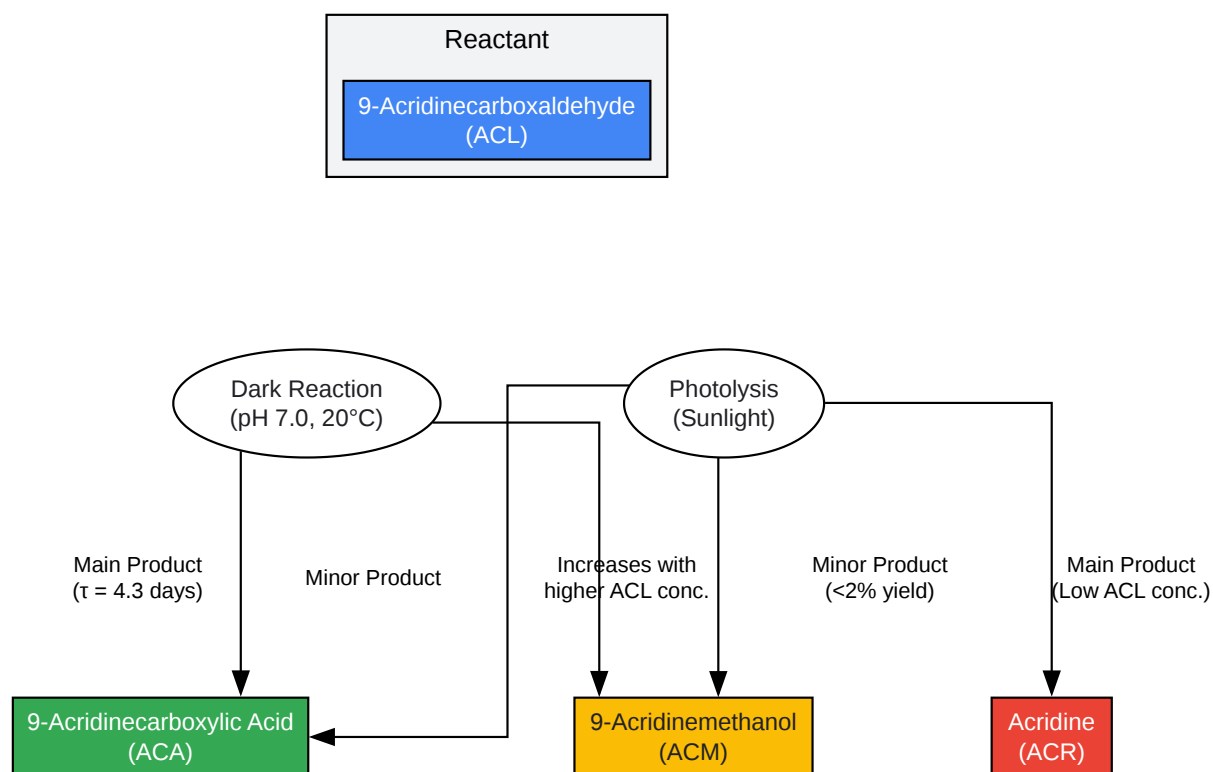 Reactant
9-Acridinecarboxaldehyde
(ACL)
Dark Reaction
(pH 7.0, 20°C)
Photolysis
(Sunlight)
Main Product
(τ = 4.3 days)
Minor Product
Increases with
higher ACL conc.
Minor Product
(<2% yield)
Main Product
(Low ACL conc.)
9-Acridinecarboxylic Acid
(ACA)
9-Acridinemethanol
(ACM)
Acridine
(ACR)